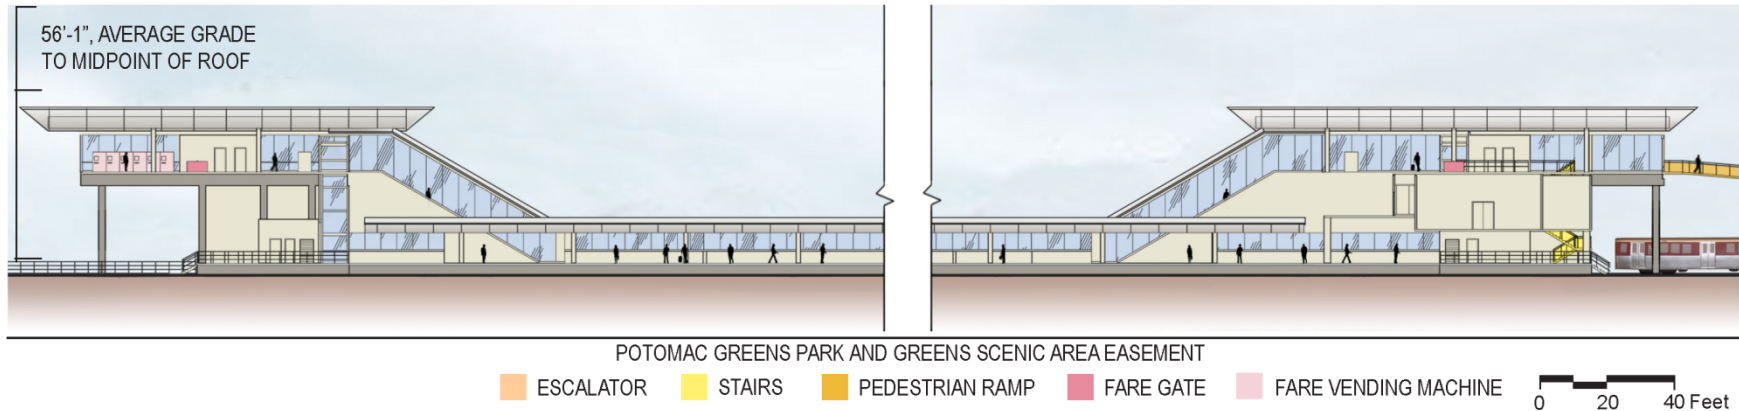 56'-1", AVERAGE GRADE
TO MIDPOINT OF ROOF
POTOMAC GREENS PARK AND GREENS SCENIC AREA EASEMENT
ESCALATOR STAIRS PEDESTRIAN RAMP FARE GATE FARE VENDING MACHINE
0 20 40 Feet